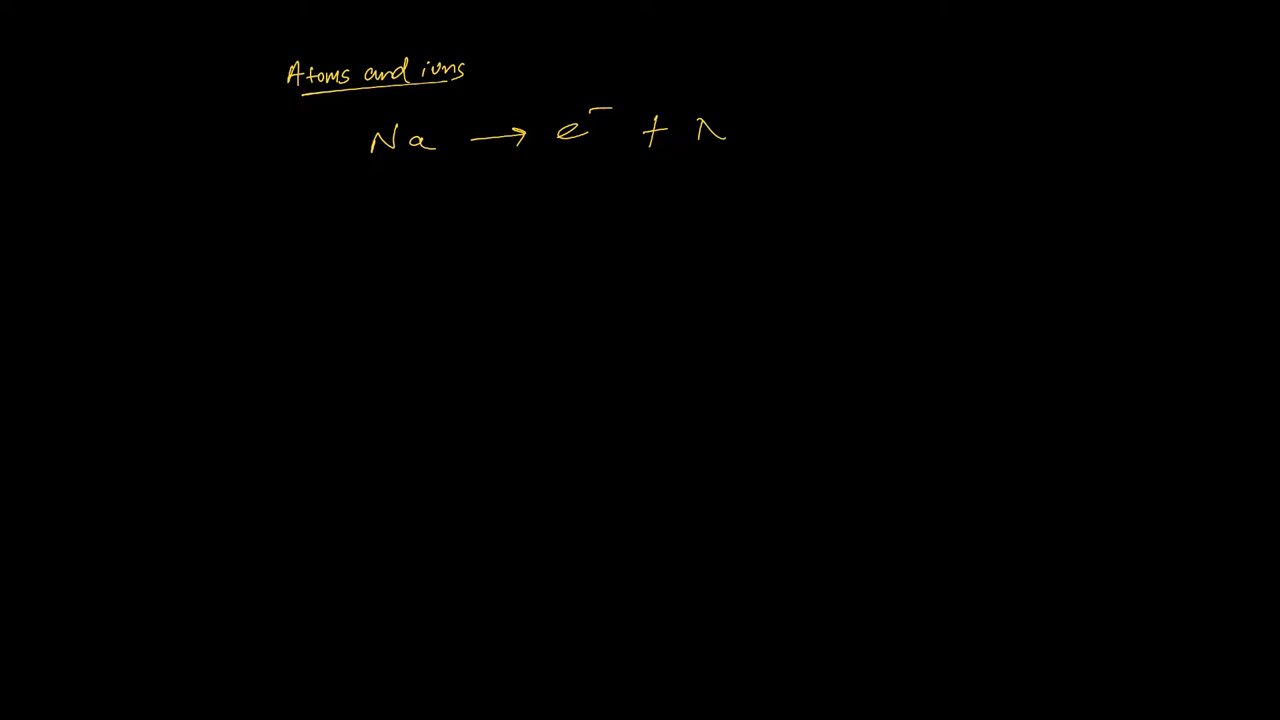 Atoms and ions
Na → e⁻ +